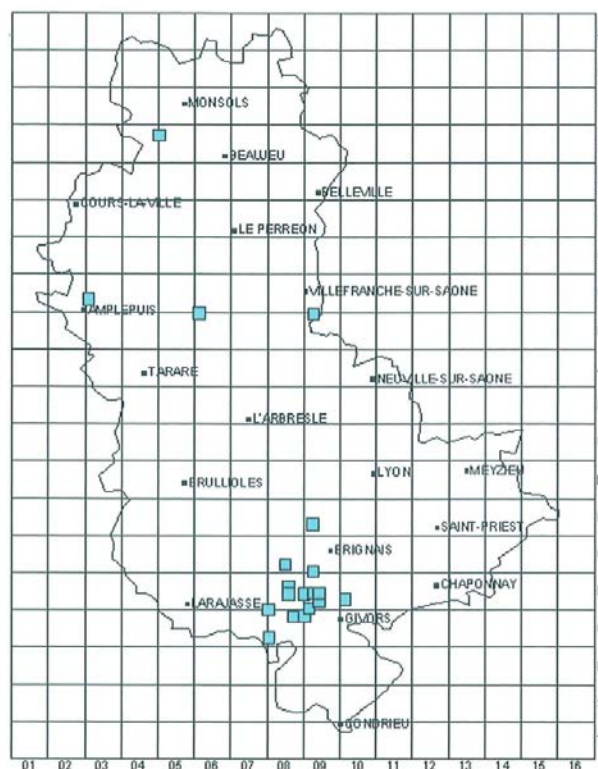 MONSOLS
BEAUJEU
BELLEVILLE
COURS-LA-VILLE
LE PERREON
VILLEFRANCHE-SUR-SAONE
AMPLEPUIS
TARARE
NEUVILLE-SUR-SAONE
L'ARBRESLE
LYON
MEYZIEU
BRULLIOLES
SAINT-PRIEST
BRIGNAIS
CHAPONNAY
LARAJASSE
GIVORS
CONDRIEU
01 02 03 04 05 06 07 08 09 10 11 12 13 14 15 16